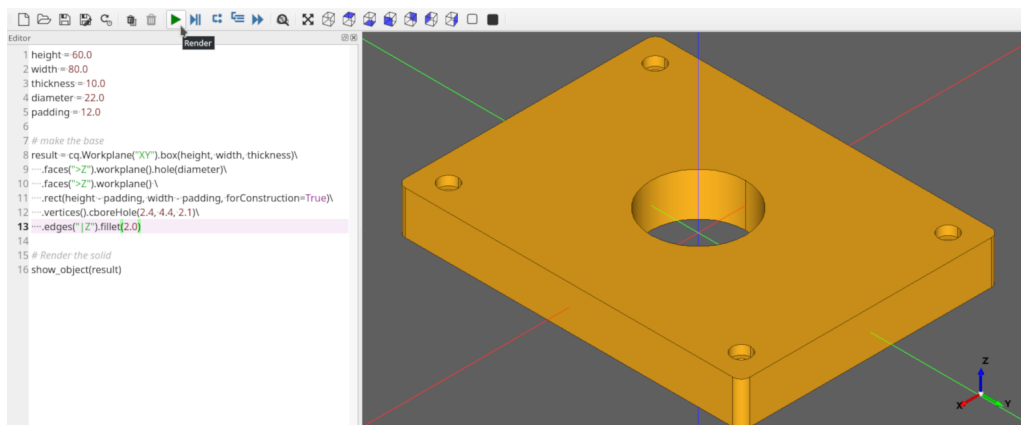 Render
Editor
1 height = 60.0
2 width = 80.0
3 thickness = 10.0
4 diameter = 22.0
5 padding = 12.0
6
7 # make the base
8 result = cq.Workplane("XY").box(height, width, thickness)\
9 ····.faces(">Z").workplane().hole(diameter)\
10 ····.faces(">Z").workplane() \
11 ····.rect(height - padding, width - padding, forConstruction=True)\
12 ····.vertices().cboreHole(2.4, 4.4, 2.1)\
13 ····.edges("|Z").fillet(2.0)
14
15 # Render the solid
16 show_object(result)
Z
X
Y